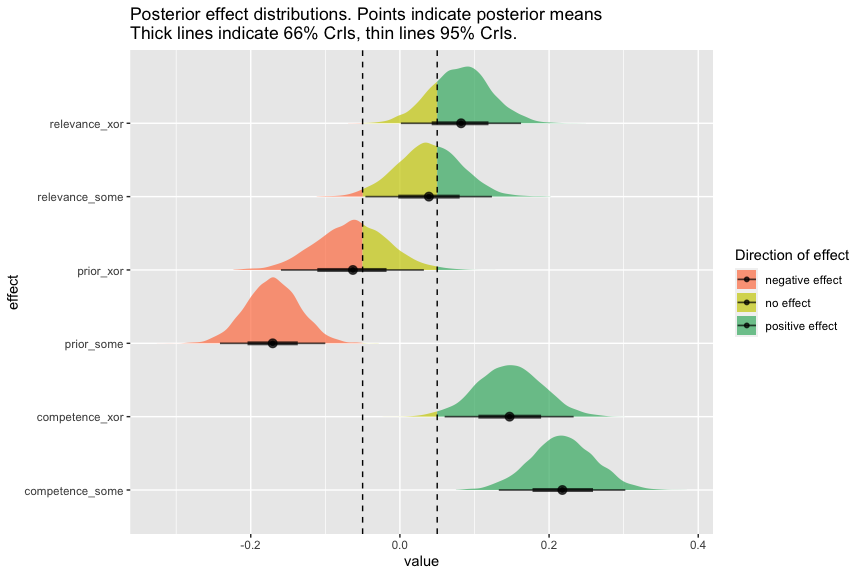 Posterior effect distributions. Points indicate posterior means
Thick lines indicate 66% CrIs, thin lines 95% CrIs.
effect
relevance_xor
relevance_some
prior_xor
prior_some
competence_xor
competence_some
-0.2
0.0
0.2
0.4
value
Direction of effect
negative effect
no effect
positive effect